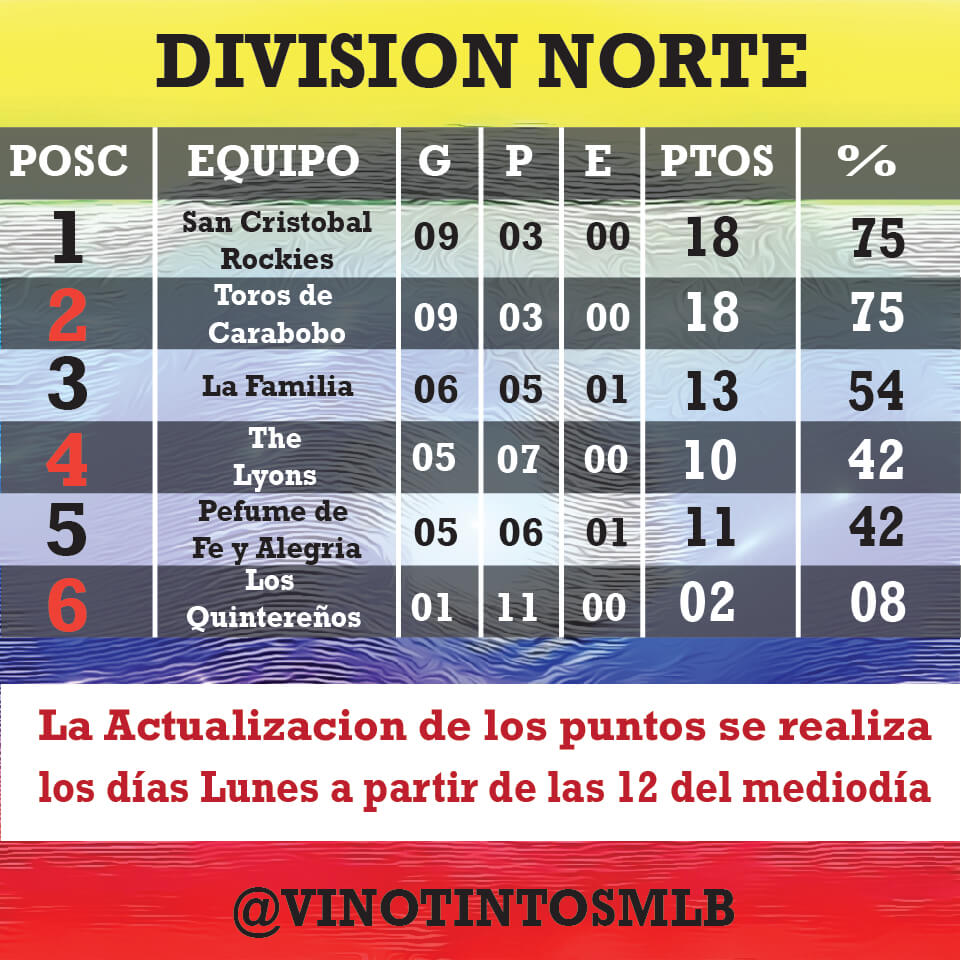 DIVISION NORTE
POSC EQUIPO G P E PTOS %
1 San Cristobal Rockies 09 03 00 18 75
2 Toros de Carabobo 09 03 00 18 75
3 La Familia 06 05 01 13 54
4 The Lyons 05 07 00 10 42
5 Pefume de Fe y Alegria 05 06 01 11 42
6 Los Quintereños 01 11 00 02 08
La Actualizacion de los puntos se realiza
los días Lunes a partir de las 12 del mediodía
@VINOTINTOSMLB